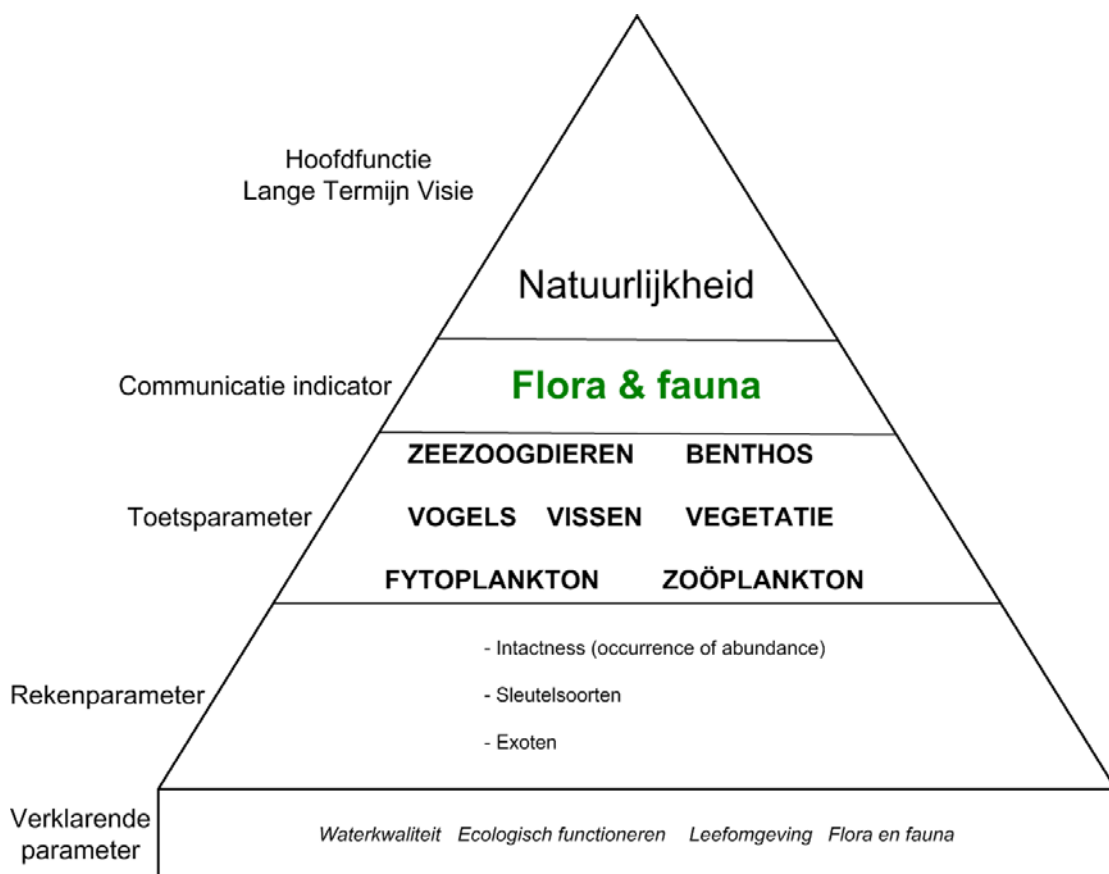 Hoofdfunctie
Lange Termijn Visie
Natuurlijkheid
Communicatie indicator
Flora & fauna
ZEEZOOGDIEREN BENTHOS
Toetsparameter
VOGELS VISSEN VEGETATIE
FYTOPLANKTON ZOÖPLANKTON
- Intactness (occurrence of abundance)
Rekenparameter
- Sleutelsoorten
- Exoten
Verklarende
parameter
Waterkwaliteit Ecologisch functioneren Leefomgeving Flora en fauna